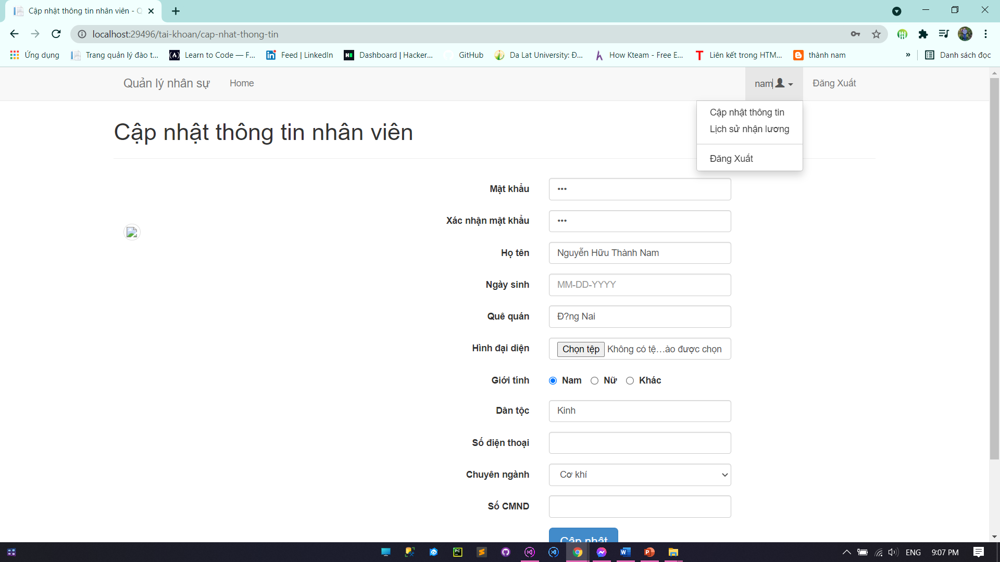 Cập nhật thông tin nhân viên - Q
localhost:29496/tai-khoan/cap-nhat-thong-tin
Ứng dụng Trang quản lý đào t... Learn to Code — F... Feed | LinkedIn Dashboard | Hacker... GitHub Da Lat University: Đ... How Kteam - Free E... Liên kết trong HTM... thành nam » Danh sách đọc
Quản lý nhân sự Home nam Đăng Xuất
Cập nhật thông tin
Lịch sử nhận lương
Đăng Xuất
Cập nhật thông tin nhân viên
Mật khẩu •••
Xác nhận mật khẩu •••
Họ tên Nguyễn Hữu Thành Nam
Ngày sinh MM-DD-YYYY
Quê quán Đ?ng Nai
Hình đại diện Chọn tệp Không có tệ...ào được chọn
Giới tính Nam Nữ Khác
Dân tộc Kinh
Số điện thoại
Chuyên ngành Cơ khí
Số CMND
Cập nhật
ENG 9:07 PM